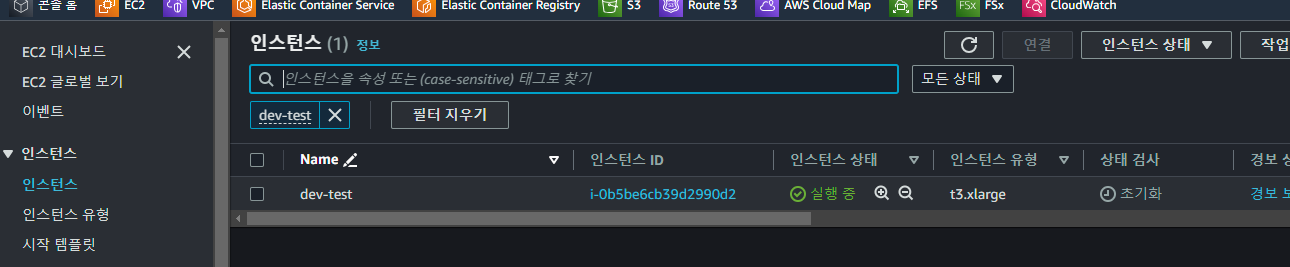 콘솔 홈 EC2 VPC Elastic Container Service Elastic Container Registry S3 Route 53 AWS Cloud Map EFS FSx FSx CloudWatch
EC2 대시보드
EC2 글로벌 보기
이벤트
인스턴스
인스턴스
인스턴스 유형
시작 템플릿
인스턴스 (1) 정보
연결 인스턴스 상태 작업
인스턴스을 속성 또는 (case-sensitive) 태그로 찾기 모든 상태
dev-test 필터 지우기
Name 인스턴스 ID 인스턴스 상태 인스턴스 유형 상태 검사 경보 상
dev-test i-0b5be6cb39d2990d2 실행 중 t3.xlarge 초기화 경보 보